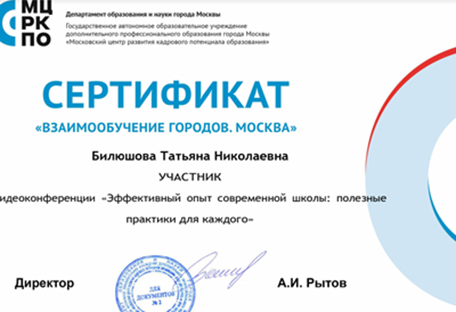 МЦ
РК
ПО
Департамент образования и науки города Москвы
Государственное автономное образовательное учреждение
дополнительного профессионального образования города Москвы
«Московский центр развития кадрового потенциала образования»
СЕРТИФИКАТ
«ВЗАИМООБУЧЕНИЕ ГОРОДОВ. МОСКВА»
Билюшова Татьяна Николаевна
УЧАСТНИК
идеоконференции «Эффективный опыт современной школы: полезные
практики для каждого»
Директор
А.И. Рытов
ДЛЯ
ДОКУМЕНТОВ
№ 1